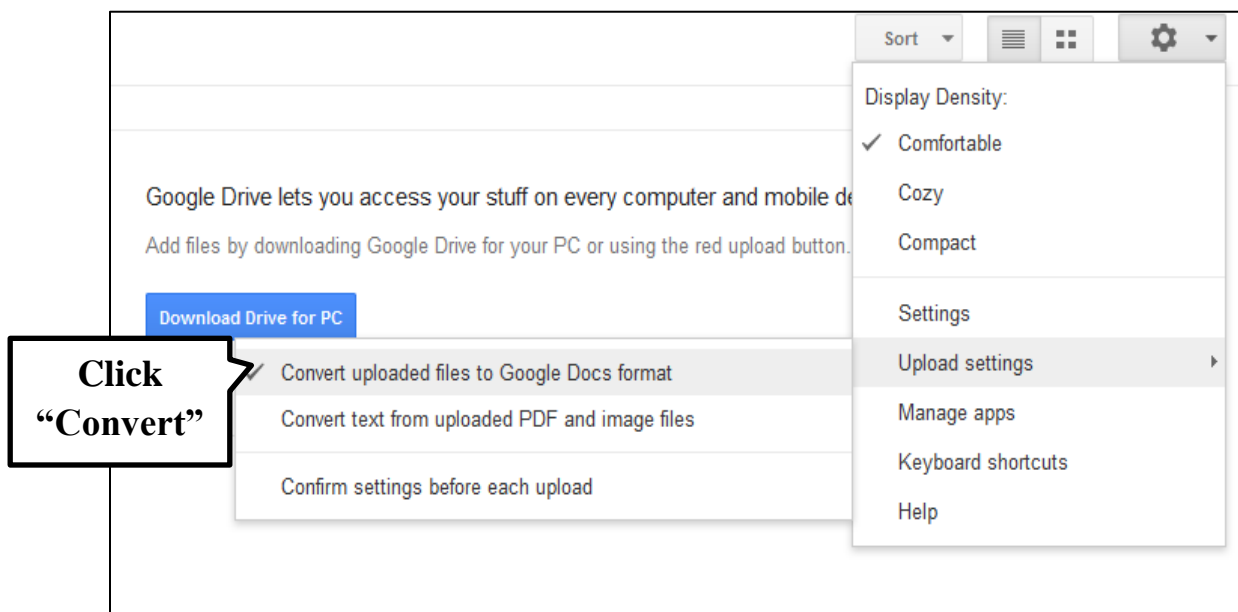 Sort
Display Density:
Comfortable
Cozy
Compact
Google Drive lets you access your stuff on every computer and mobile de
Add files by downloading Google Drive for your PC or using the red upload button.
Download Drive for PC
Settings
Upload settings
Manage apps
Keyboard shortcuts
Help
Click
“Convert”
Convert uploaded files to Google Docs format
Convert text from uploaded PDF and image files
Confirm settings before each upload